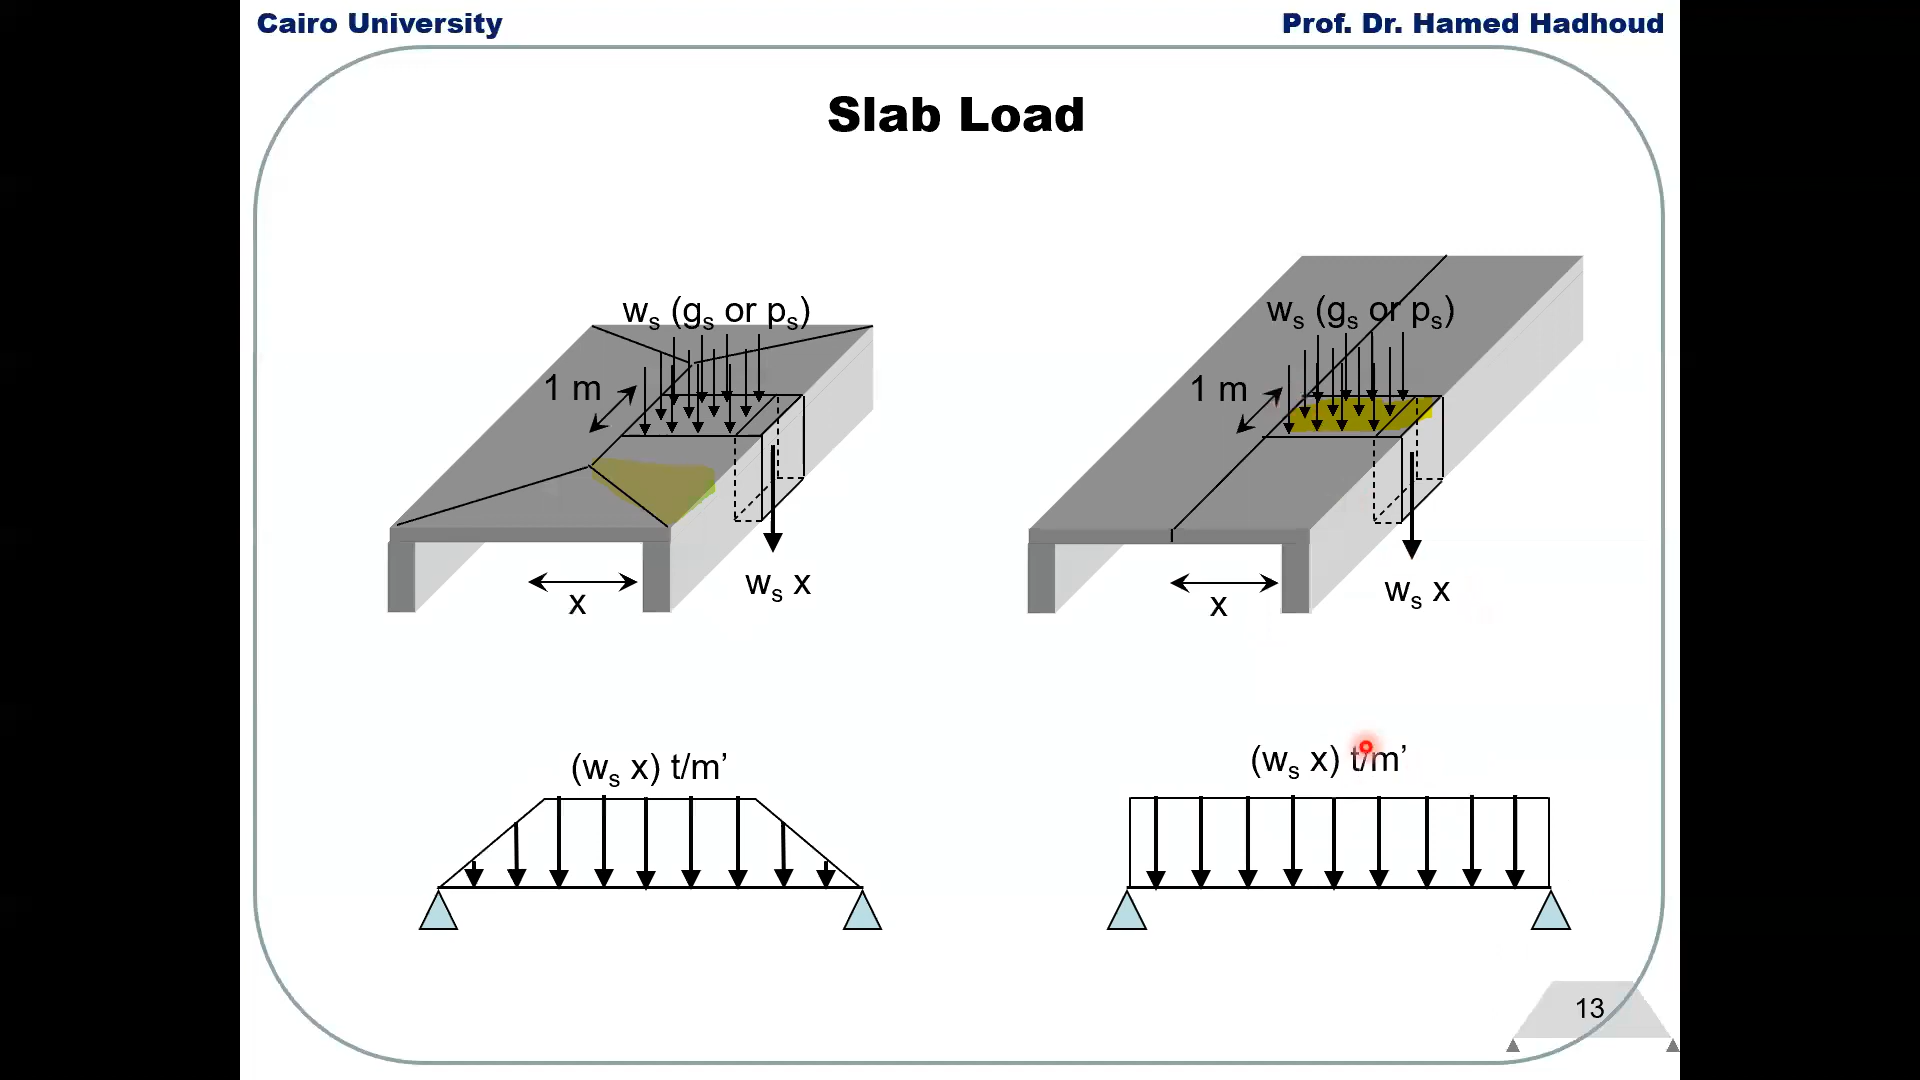 Cairo University
Prof. Dr. Hamed Hadhoud
Slab Load
wₛ (gₛ or pₛ)
1 m
x
wₛ x
wₛ (gₛ or pₛ)
1 m
x
wₛ x
(wₛ x) t/m’
(wₛ x) t/m’
13